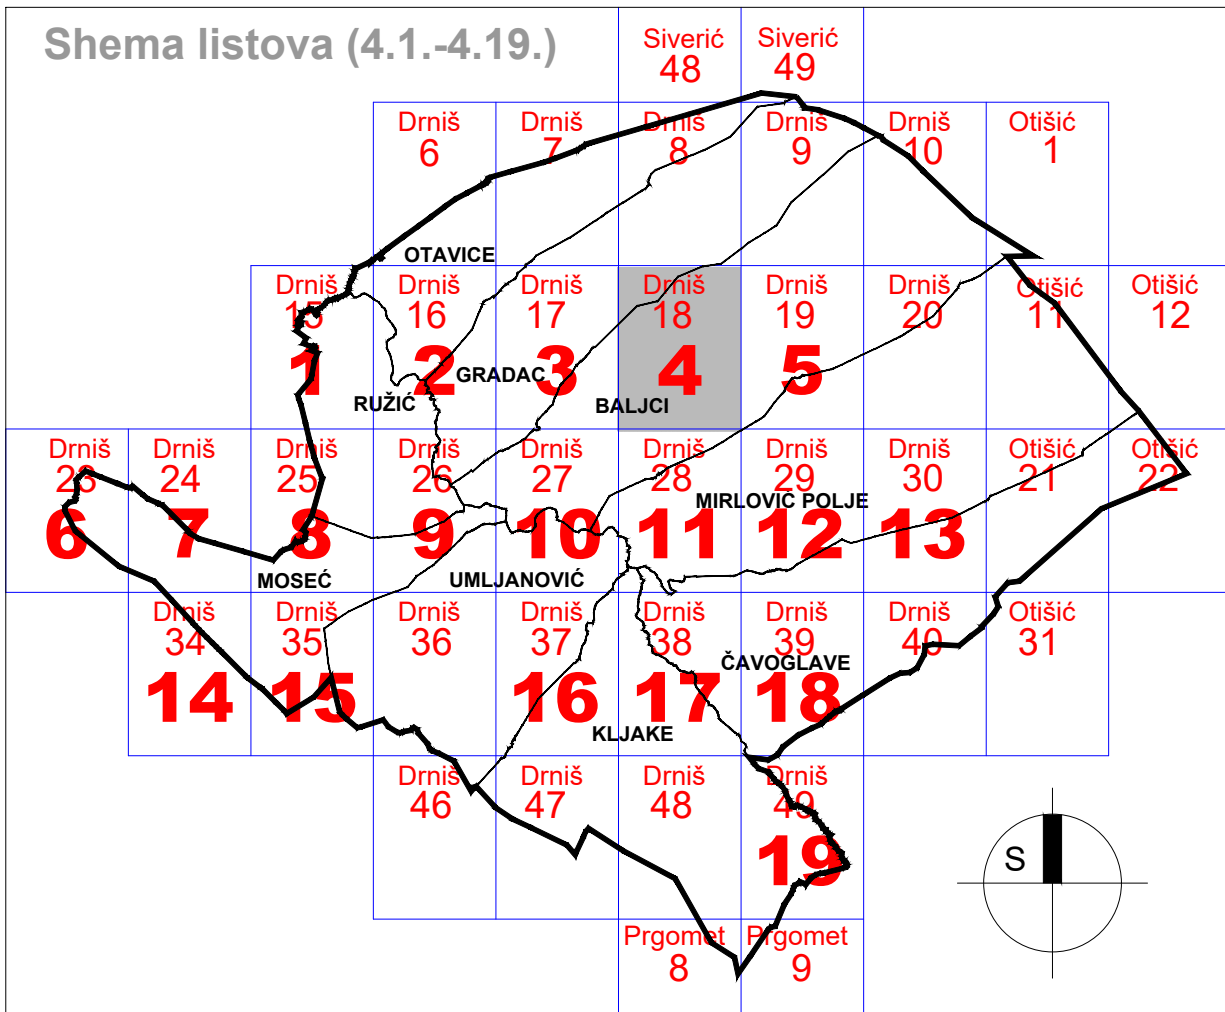 Shema listova (4.1.-4.19.)
Siverić
48
Siverić
49
Drniš
6
Drniš
7
Drniš
8
Drniš
9
Drniš
10
Otišić
1
OTAVICE
Drniš
15
1
Drniš
16
2
Drniš
17
3
Drniš
18
4
Drniš
19
5
Drniš
20
Otišić
11
Otišić
12
GRADAC
RUŽIĆ
BALJCI
Drniš
23
6
Drniš
24
7
Drniš
25
8
Drniš
26
9
Drniš
27
10
Drniš
28
11
Drniš
29
12
Drniš
30
13
Otišić
21
Otišić
22
MIRLOVIĆ POLJE
MOSEĆ
UMLJANOVIĆ
Drniš
34
14
Drniš
35
15
Drniš
36
Drniš
37
16
Drniš
38
17
Drniš
39
18
Drniš
40
Otišić
31
ČAVOGLAVE
KLJAKE
Drniš
46
Drniš
47
Drniš
48
Drniš
49
19
S
Prgomet
8
Prgomet
9